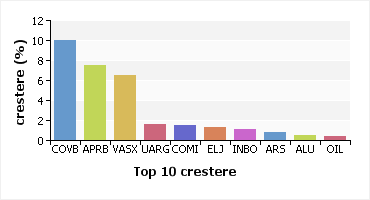 crestere (%)
12
10
8
6
4
2
0
COVB APRB VASX UARG COMI ELJ INBO ARS ALU OIL
Top 10 crestere